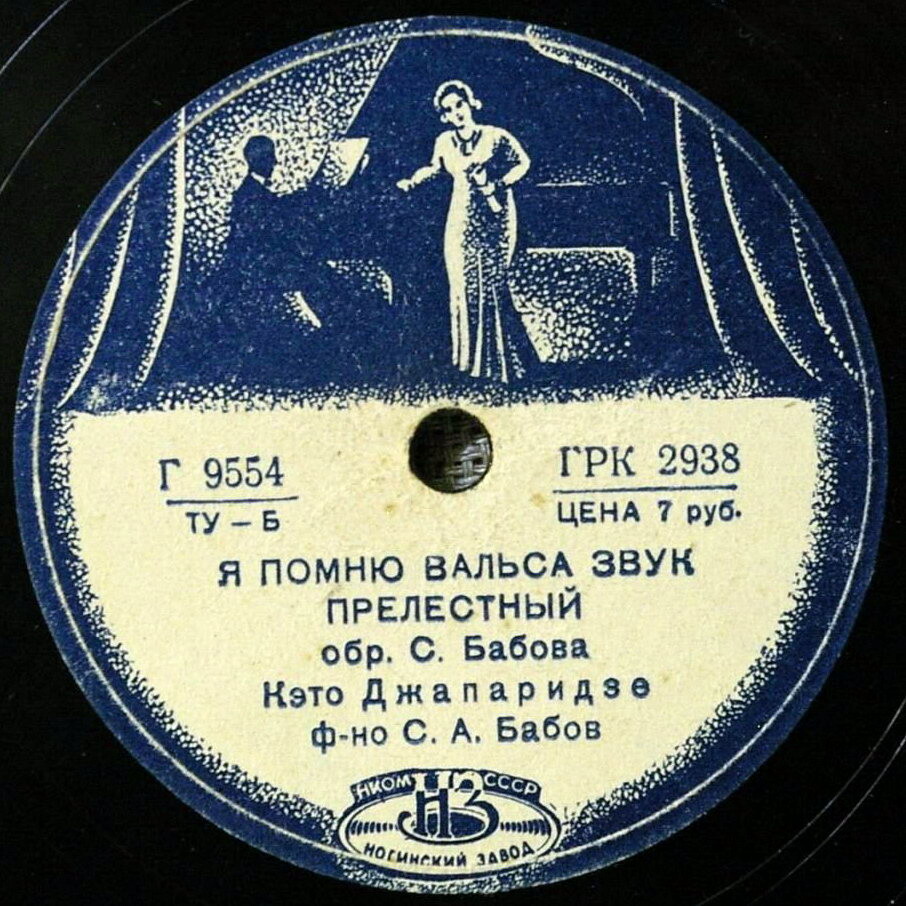 Г 9554 ГРК 2938
ТУ – Б ЦЕНА 7 руб.
Я ПОМНЮ ВАЛЬСА ЗВУК
ПРЕЛЕСТНЫЙ
обр. С. Бабова
Кэто Джапаридзе
ф-но С. А. Бабов
НКОМ НЗ СССР
НОГИНСКИЙ ЗАВОД